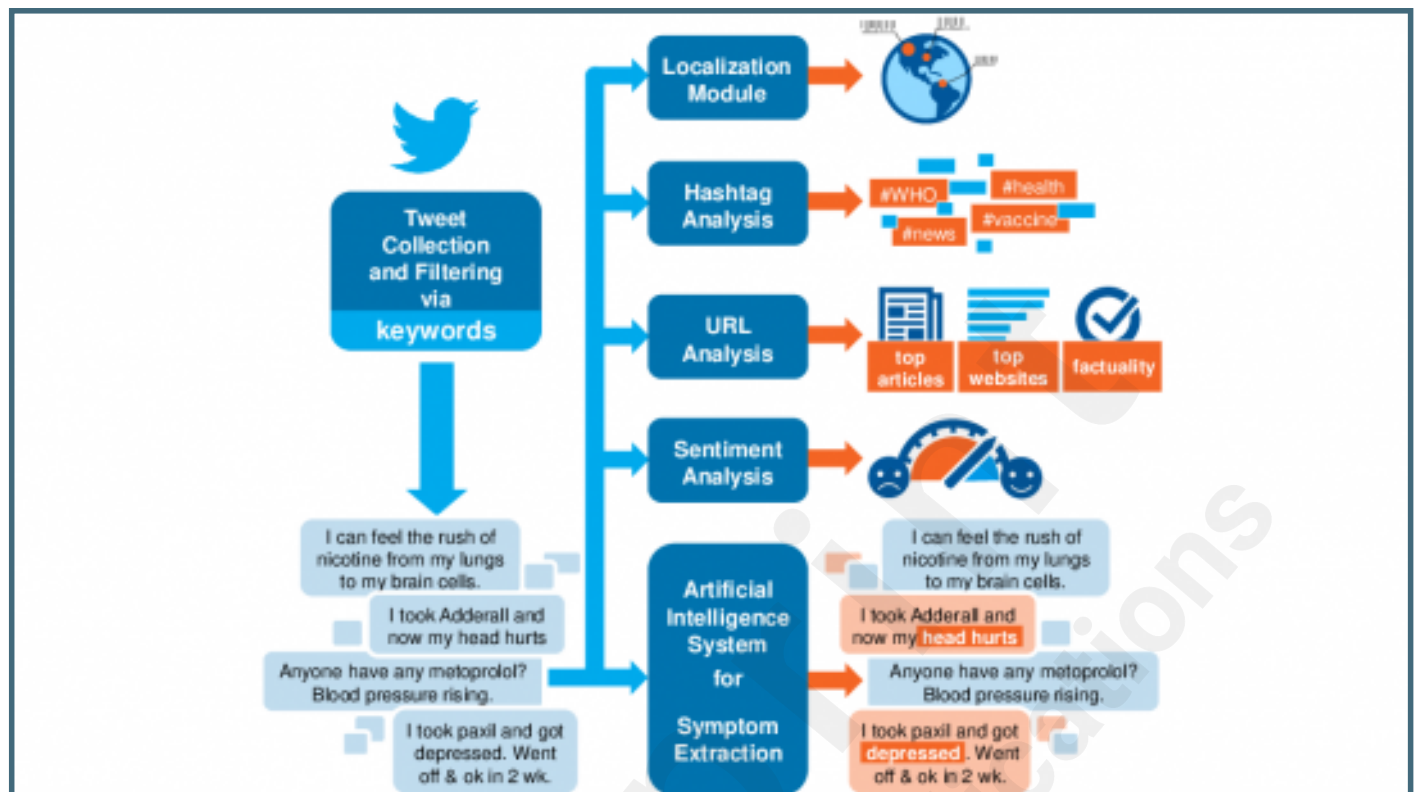 Tweet
Collection
and Filtering
via
keywords
I can feel the rush of
nicotine from my lungs
to my brain cells.
I took Adderall and
now my head hurts
Anyone have any metoprolol?
Blood pressure rising.
I took paxil and got
depressed. Went
off & ok in 2 wk.
Localization
Module
Hashtag
Analysis
#WHO
#health
#vaccine
#news
URL
Analysis
top
articles
top
websites
factuality
Sentiment
Analysis
Artificial
Intelligence
System
for
Symptom
Extraction
I can feel the rush of
nicotine from my lungs
to my brain cells.
I took Adderall and
now my head hurts
Anyone have any metoprolol?
Blood pressure rising.
I took paxil and got
depressed. Went
off & ok in 2 wk.